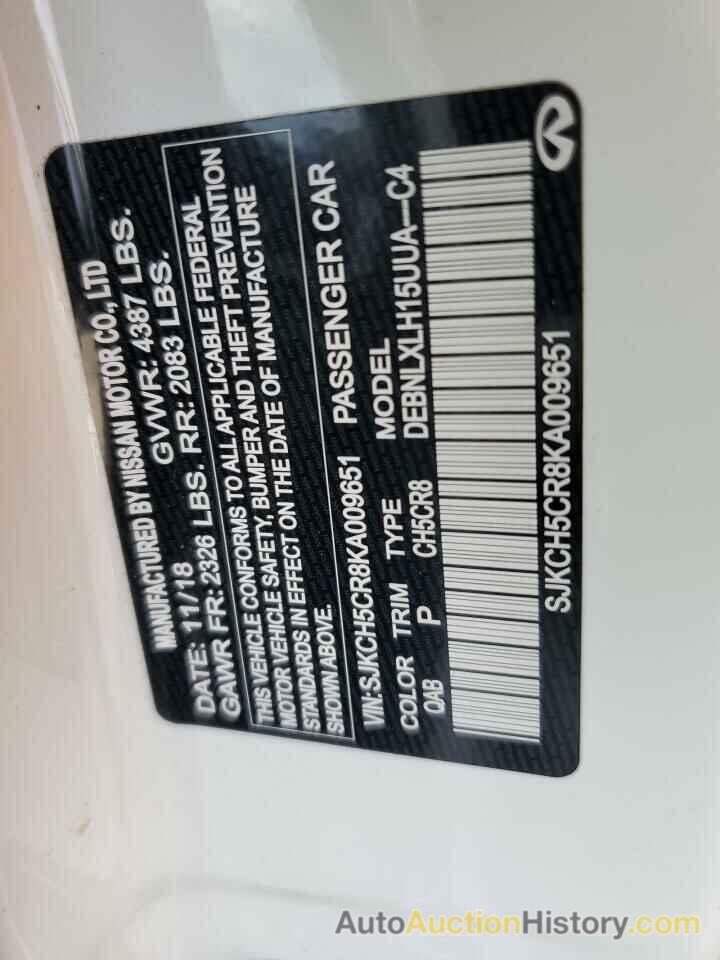 MANUFACTURED BY NISSAN MOTOR CO., LTD
DATE: 11/18 GVWR: 4387 LBS.
GAWR FR: 2326 LBS. RR: 2083 LBS.
THIS VEHICLE CONFORMS TO ALL APPLICABLE FEDERAL
MOTOR VEHICLE SAFETY, BUMPER AND THEFT PREVENTION
STANDARDS IN EFFECT ON THE DATE OF MANUFACTURE
SHOWN ABOVE.
VIN:SJKCH5CR8KA009651 PASSENGER CAR
COLOR TRIM TYPE MODEL
QAB P CH5CR8 DEBNLXLH15UUA—C4
SJKCH5CR8KA009651
AutoAuctionHistory.com